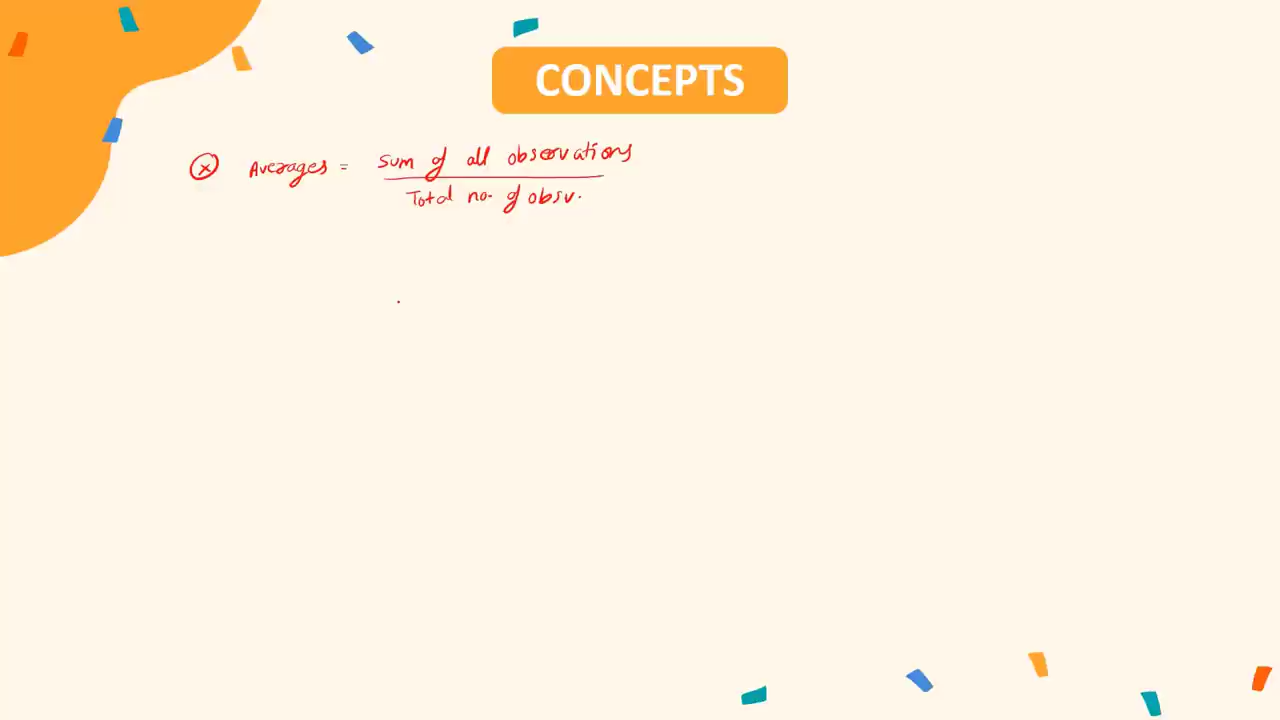 CONCEPTS
ⓧ Averages = Sum of all observations
Total no. of obsv.